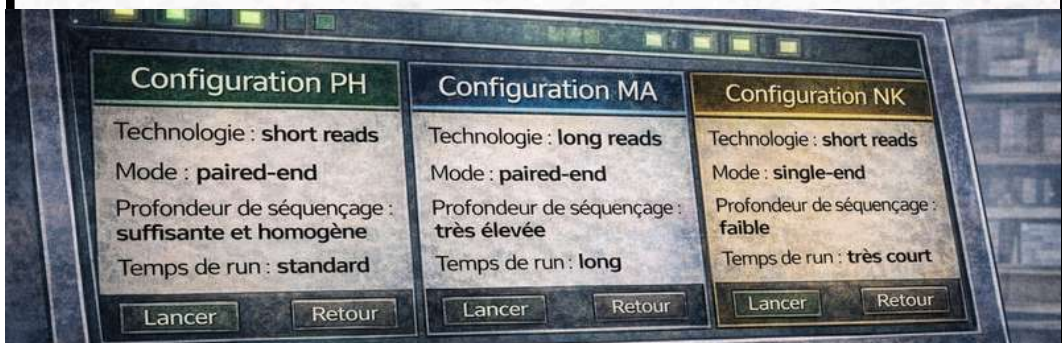 Configuration PH
Technologie : short reads
Mode : paired-end
Profondeur de séquençage :
suffisante et homogène
Temps de run : standard
Lancer
Retour
Configuration MA
Technologie : long reads
Mode : paired-end
Profondeur de séquençage :
très élevée
Temps de run : long
Lancer
Retour
Configuration NK
Technologie : short reads
Mode : single-end
Profondeur de séquençage :
faible
Temps de run : très court
Lancer
Retour